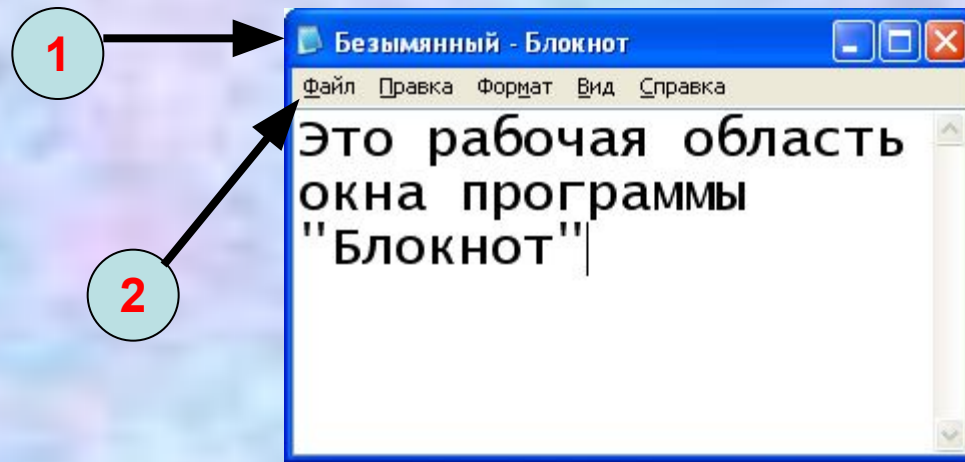 1
Безымянный - Блокнот
Файл Правка Формат Вид Справка
Это рабочая область
окна программы
"Блокнот"
2